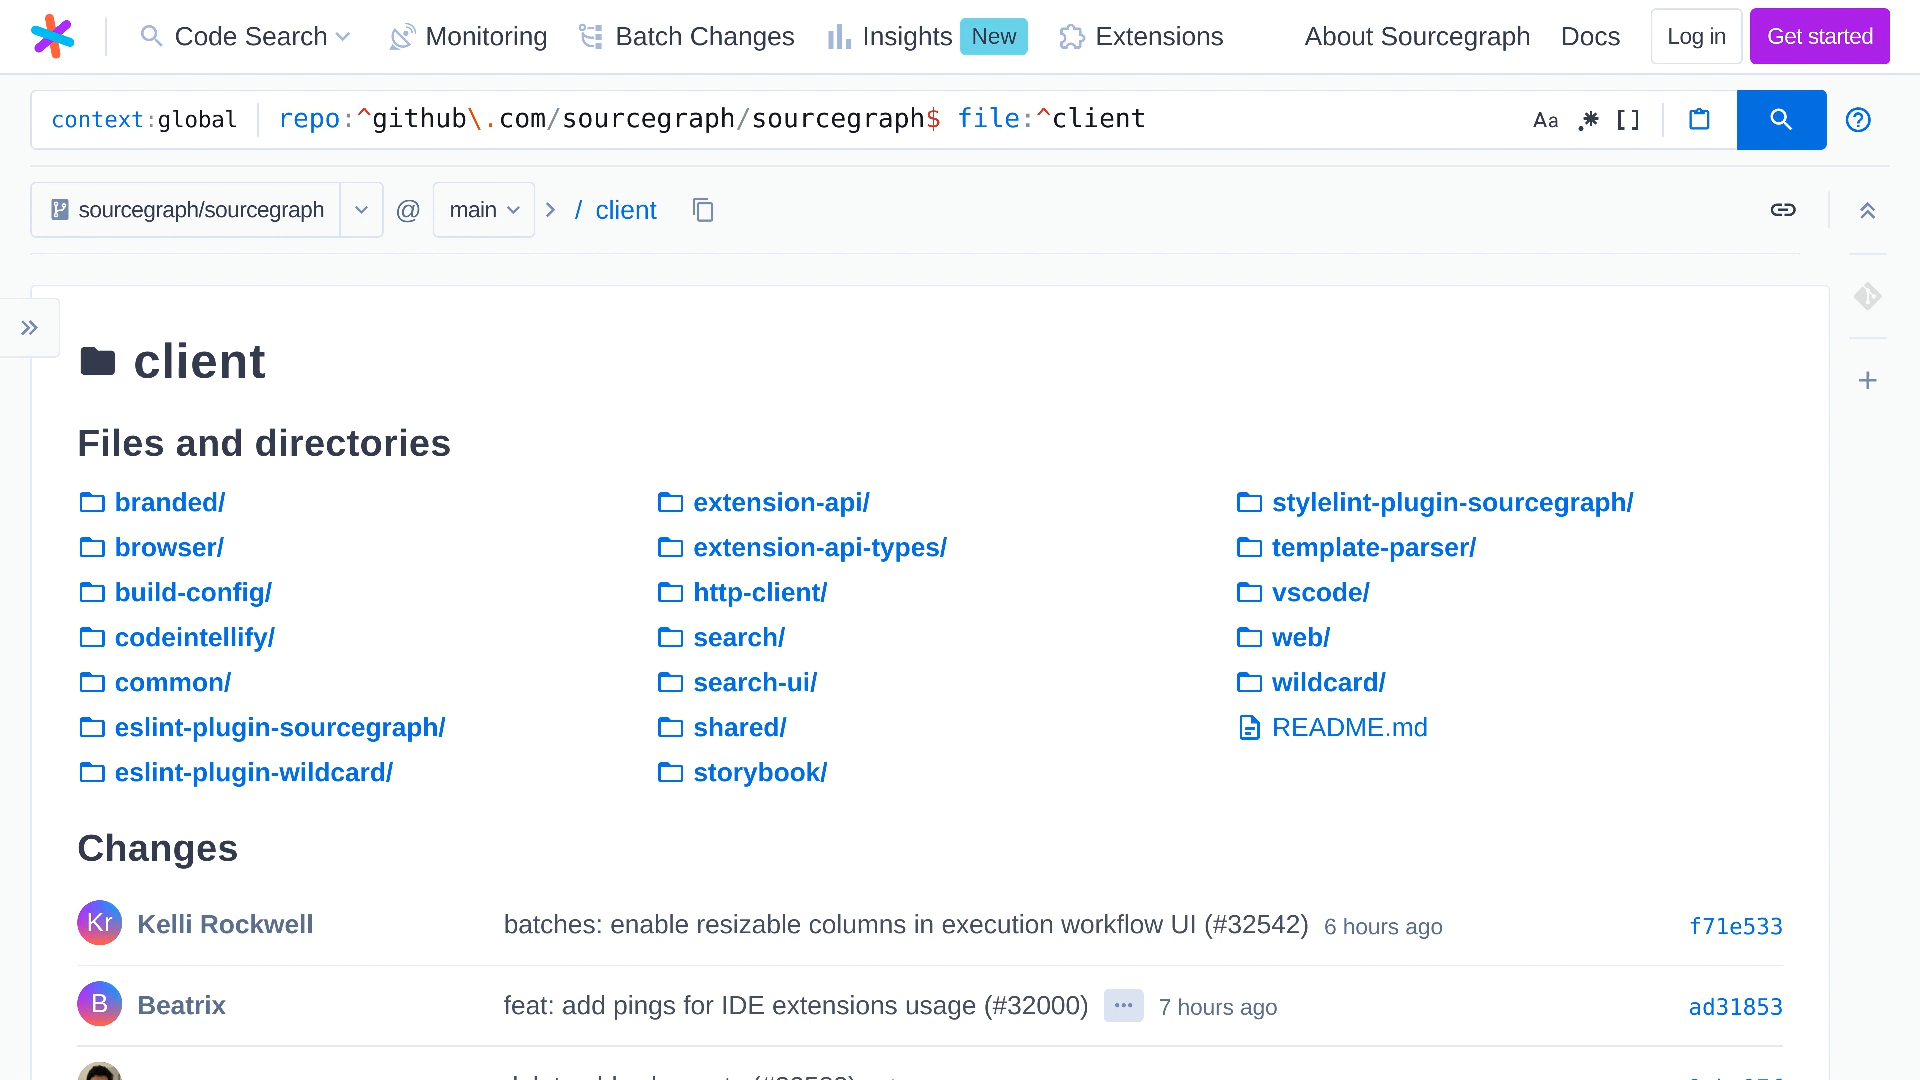 Code Search Monitoring Batch Changes Insights New Extensions About Sourcegraph Docs Log in Get started
context:global repo:^github\.com/sourcegraph/sourcegraph$ file:^client Aa .* [] ?
sourcegraph/sourcegraph @ main > / client
client
Files and directories
branded/ extension-api/ stylelint-plugin-sourcegraph/
browser/ extension-api-types/ template-parser/
build-config/ http-client/ vscode/
codeintellify/ search/ web/
common/ search-ui/ wildcard/
eslint-plugin-sourcegraph/ shared/ README.md
eslint-plugin-wildcard/ storybook/
Changes
Kr Kelli Rockwell batches: enable resizable columns in execution workflow UI (#32542) 6 hours ago f71e533
B Beatrix feat: add pings for IDE extensions usage (#32000) ... 7 hours ago ad31853